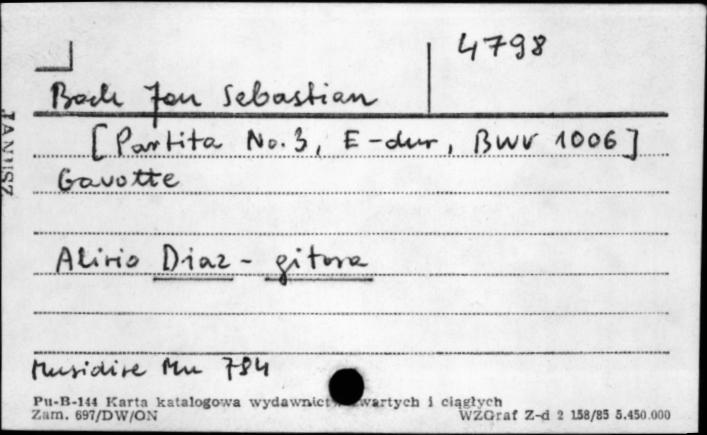 4798
Bach Jan Sebastian
[Partita No. 3, E-dur, BWV 1006]
Gavotte
Alirio Diaz - gitara
Musidisc Mu 784
JANUSZ
Pu-B-144 Karta katalogowa wydawnict wartych i ciągłych
Zam. 697/DW/ON WZGraf Z-d 2 158/85 5.450.000